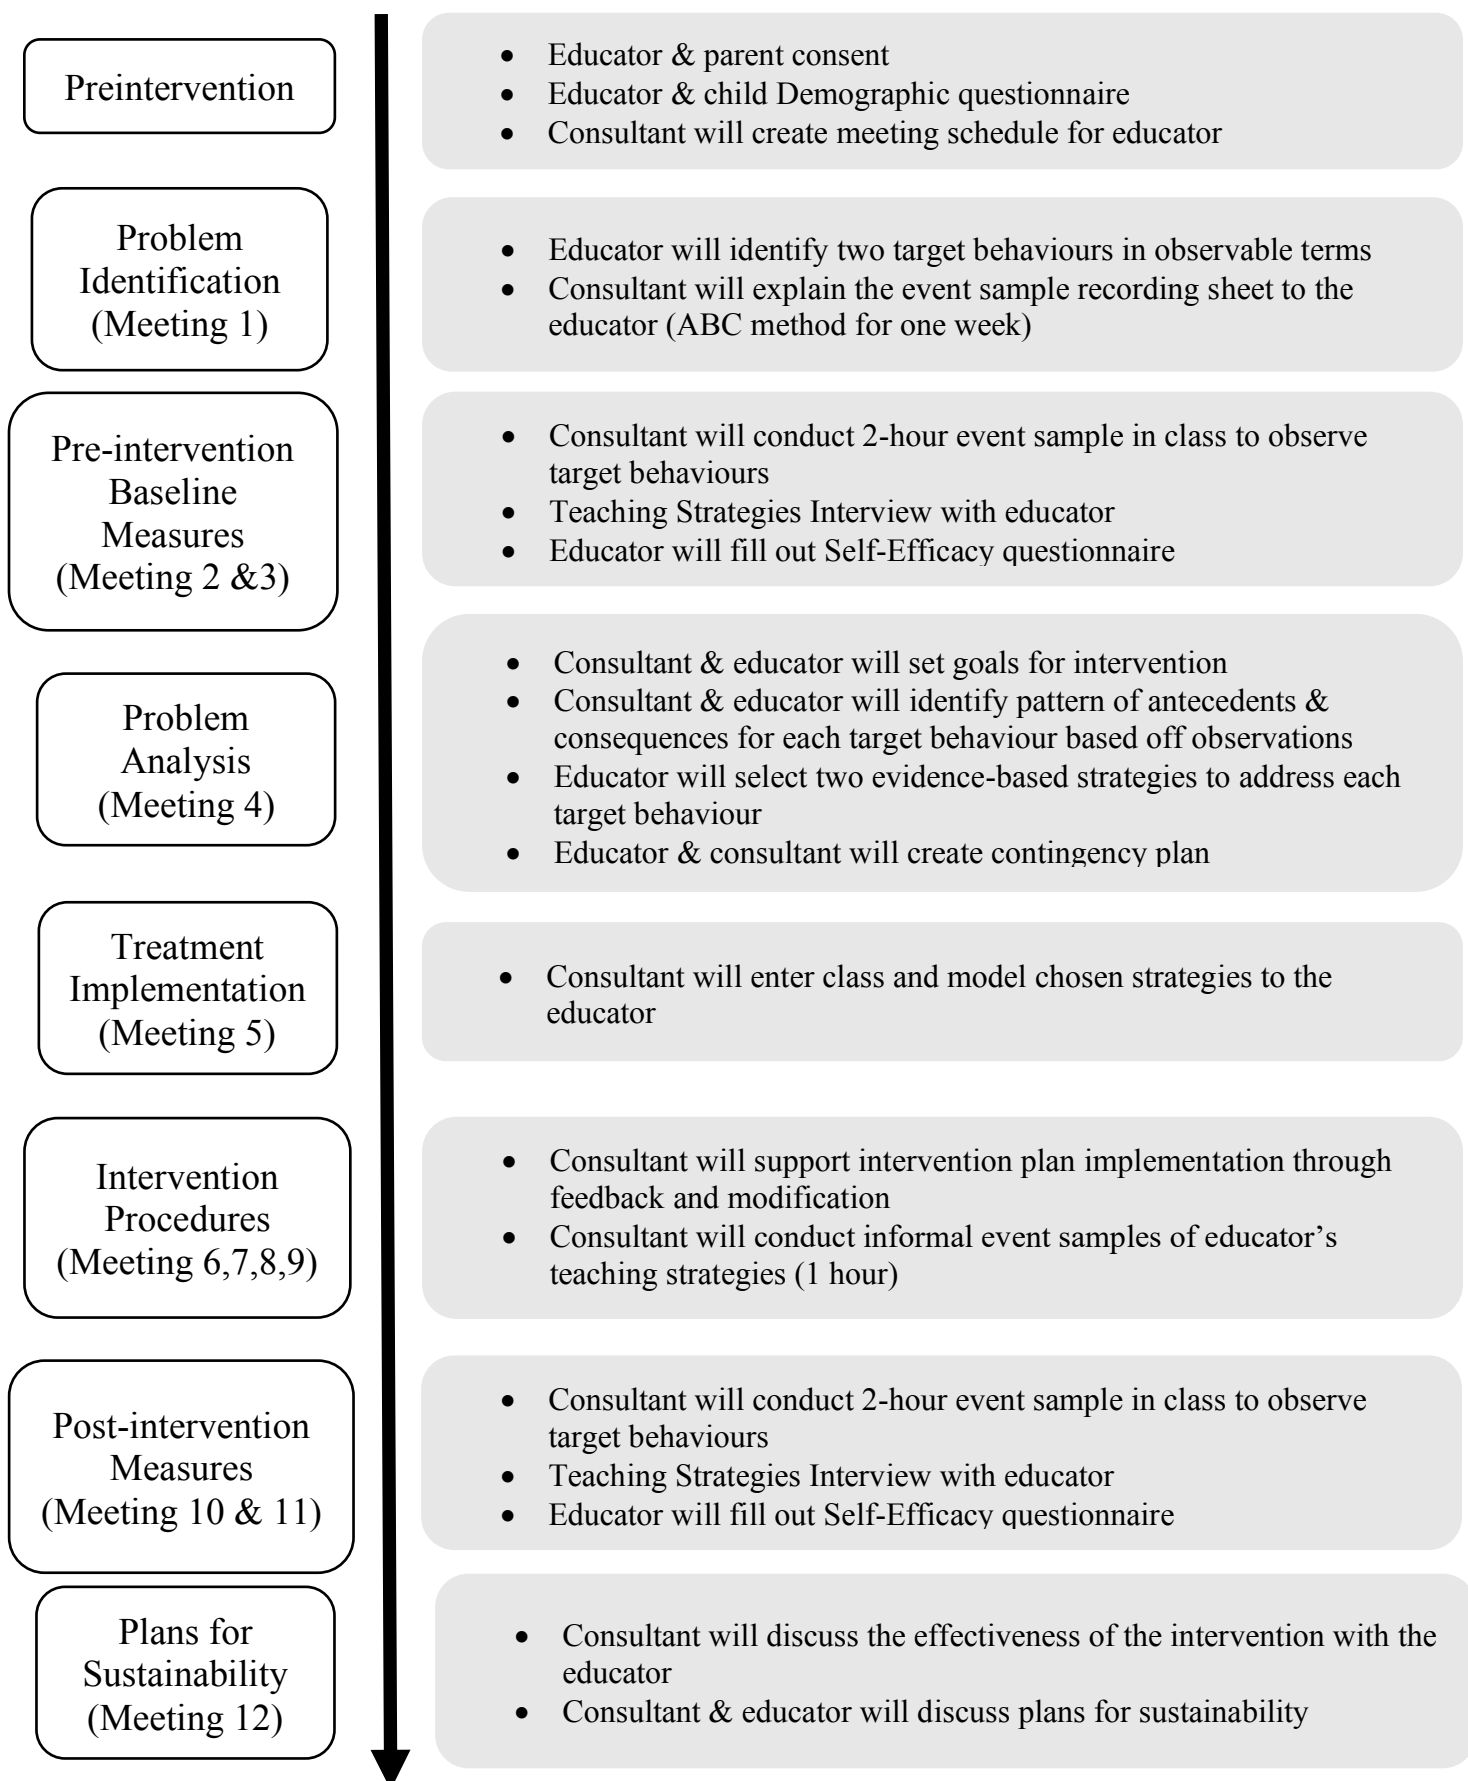 Preintervention
• Educator & parent consent
• Educator & child Demographic questionnaire
• Consultant will create meeting schedule for educator
Problem
Identification
(Meeting 1)
• Educator will identify two target behaviours in observable terms
• Consultant will explain the event sample recording sheet to the
educator (ABC method for one week)
Pre-intervention
Baseline
Measures
(Meeting 2 &3)
• Consultant will conduct 2-hour event sample in class to observe
target behaviours
• Teaching Strategies Interview with educator
• Educator will fill out Self-Efficacy questionnaire
Problem
Analysis
(Meeting 4)
• Consultant & educator will set goals for intervention
• Consultant & educator will identify pattern of antecedents &
consequences for each target behaviour based off observations
• Educator will select two evidence-based strategies to address each
target behaviour
• Educator & consultant will create contingency plan
Treatment
Implementation
(Meeting 5)
• Consultant will enter class and model chosen strategies to the
educator
Intervention
Procedures
(Meeting 6,7,8,9)
• Consultant will support intervention plan implementation through
feedback and modification
• Consultant will conduct informal event samples of educator’s
teaching strategies (1 hour)
Post-intervention
Measures
(Meeting 10 & 11)
• Consultant will conduct 2-hour event sample in class to observe
target behaviours
• Teaching Strategies Interview with educator
• Educator will fill out Self-Efficacy questionnaire
Plans for
Sustainability
(Meeting 12)
• Consultant will discuss the effectiveness of the intervention with the
educator
• Consultant & educator will discuss plans for sustainability